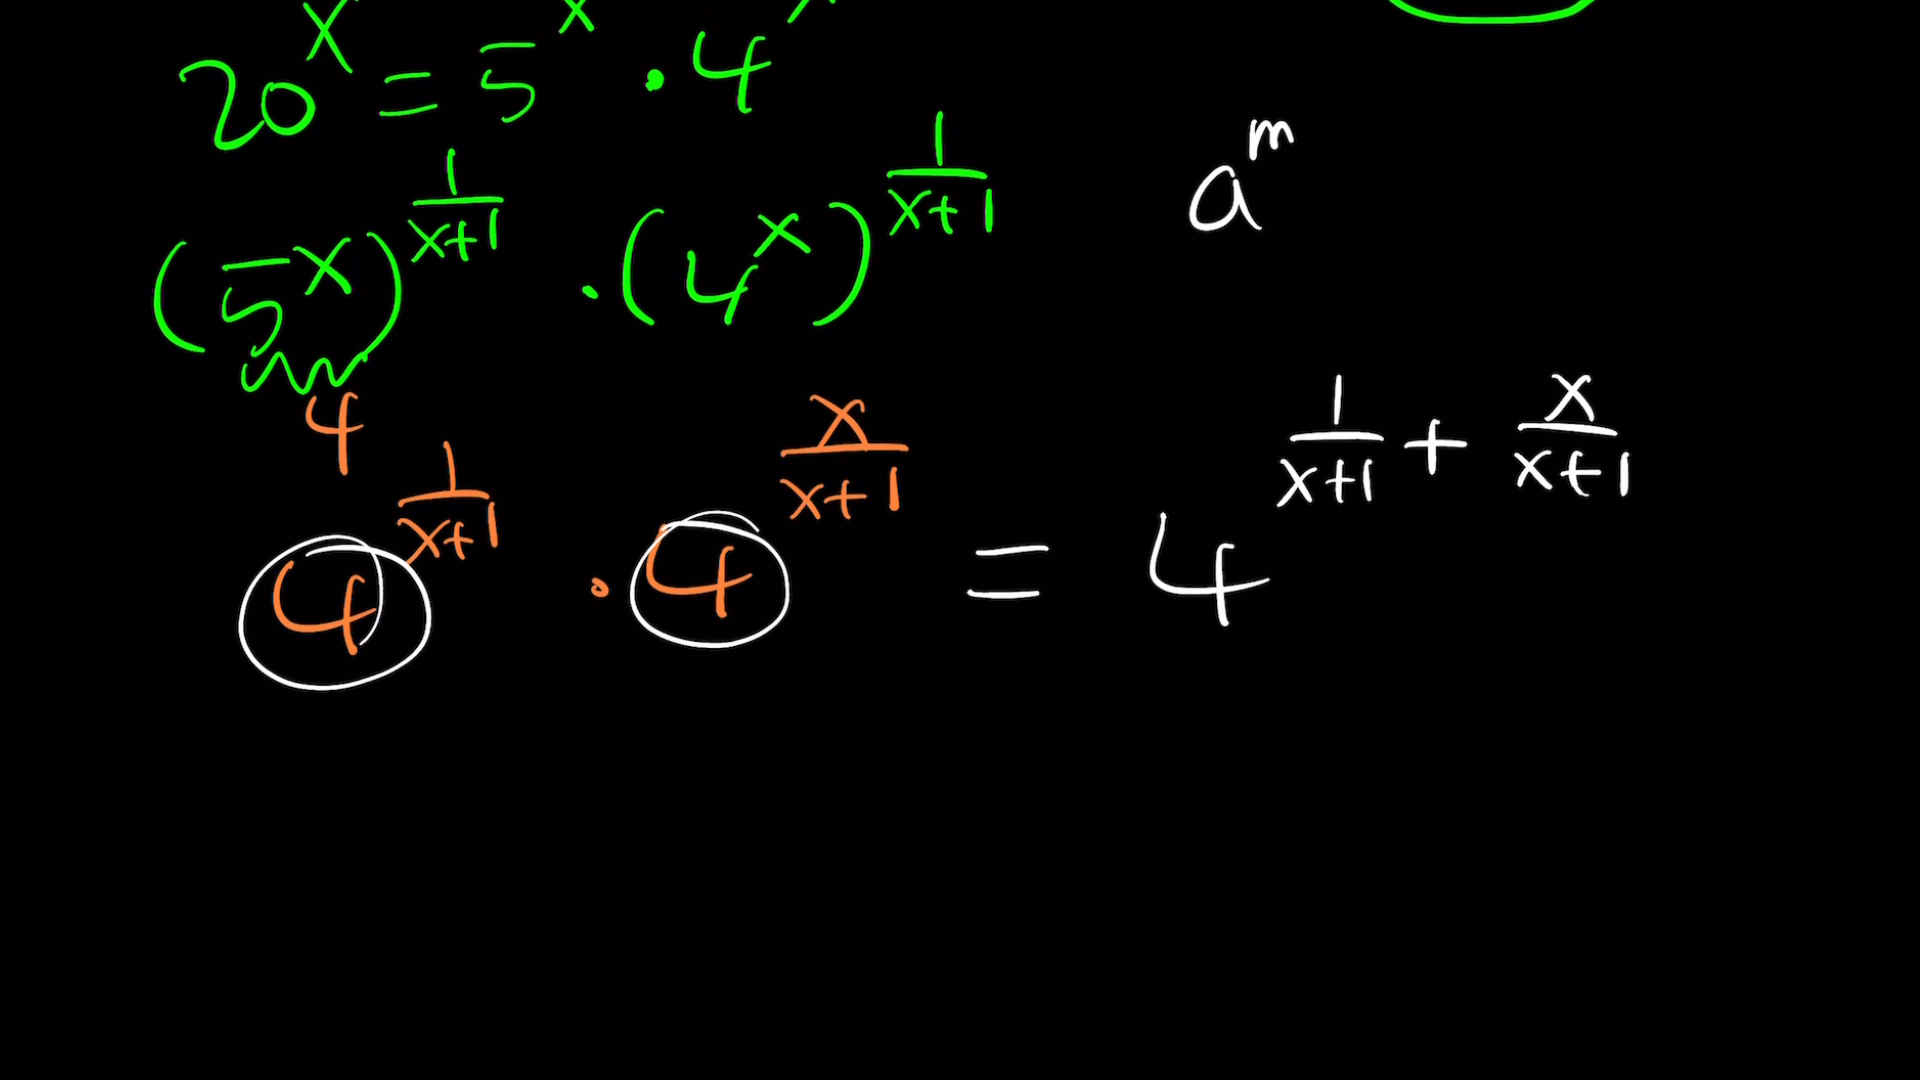 20^x = 5^x · 4^x
(5^x)^(1/(x+1)) · (4^x)^(1/(x+1))
a^m
4
4^(1/(x+1)) · 4^(x/(x+1)) = 4^(1/(x+1) + x/(x+1))